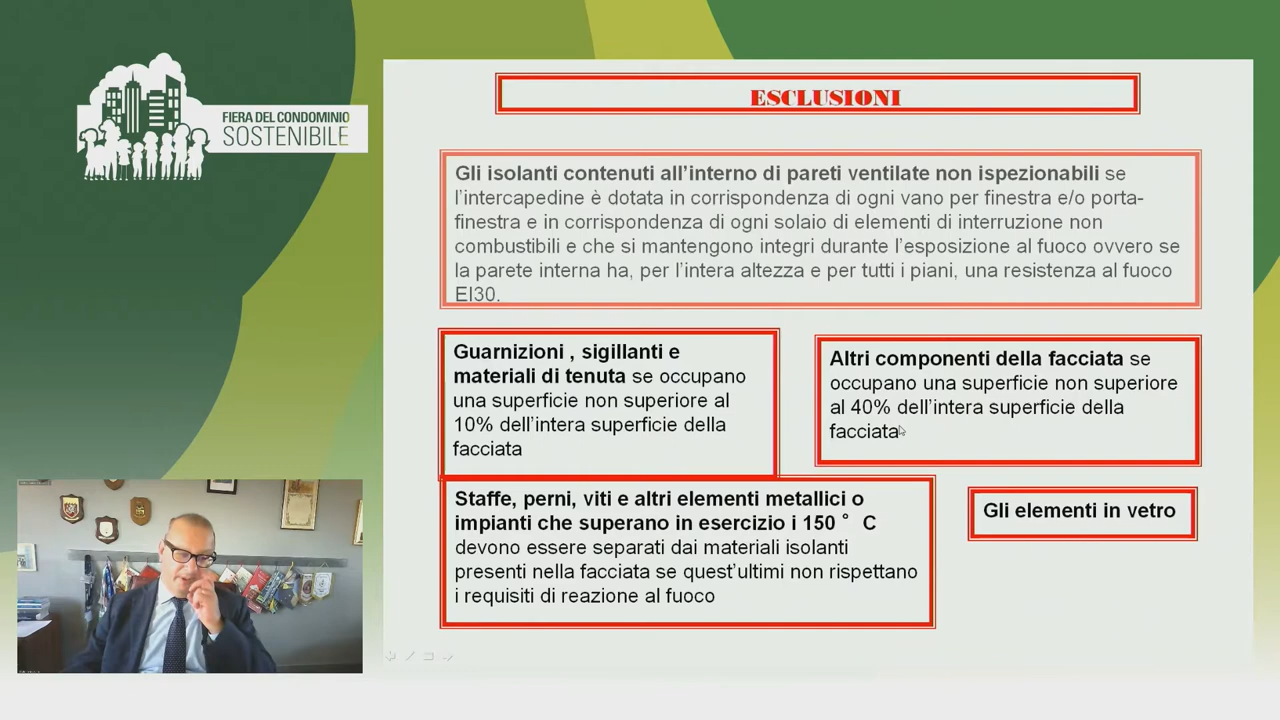 FIERA DEL CONDOMINIO
SOSTENIBILE
ESCLUSIONI
Gli isolanti contenuti all’interno di pareti ventilate non ispezionabili se
l’intercapedine è dotata in corrispondenza di ogni vano per finestra e/o porta-
finestra e in corrispondenza di ogni solaio di elementi di interruzione non
combustibili e che si mantengono integri durante l’esposizione al fuoco ovvero se
la parete interna ha, per l’intera altezza e per tutti i piani, una resistenza al fuoco
EI30.
Guarnizioni , sigillanti e
materiali di tenuta se occupano
una superficie non superiore al
10% dell’intera superficie della
facciata
Altri componenti della facciata se
occupano una superficie non superiore
al 40% dell’intera superficie della
facciata
Staffe, perni, viti e altri elementi metallici o
impianti che superano in esercizio i 150 ° C
devono essere separati dai materiali isolanti
presenti nella facciata se quest’ultimi non rispettano
i requisiti di reazione al fuoco
Gli elementi in vetro